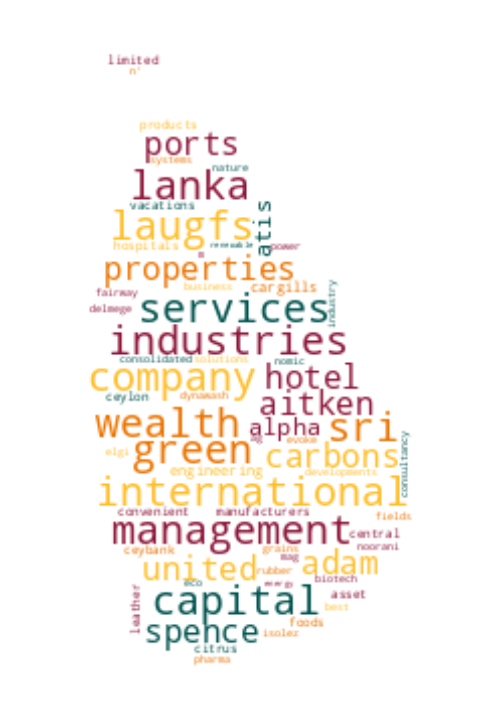 limited
n'
products
ports
systems
nature
lanka
vacations
laugfs
atis
hospitals
renewable
power
m
properties
business
cargills
industry
fairway
delmege
services
industries
consolidated
solutions
nomic
company
hotel
ceylon
dynawash
aitken
wealth
alpha
sri
ag
evoke
consultancy
elgi
green
carbons
engineering
developments
international
convenient
manufacturers
fields
management
central
ceybank
grains
noorani
mag
united
rubber
adam
eco
energy
biotech
leather
capital
asset
best
spence
foods
isolez
citrus
pharma